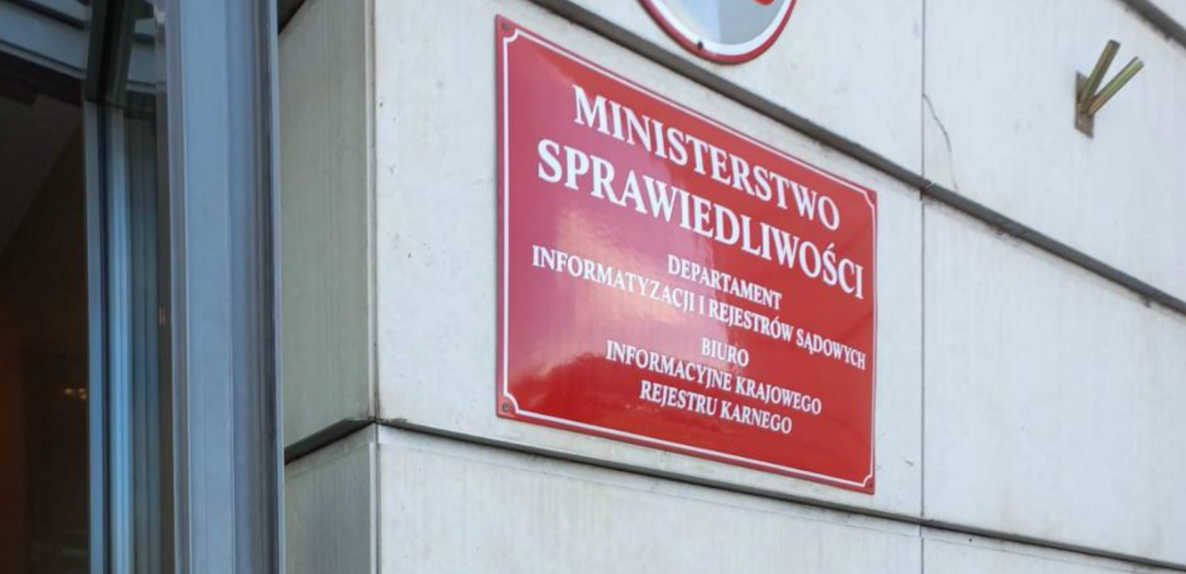 MINISTERSTWO
SPRAWIEDLIWOŚCI
DEPARTAMENT
INFORMATYZACJI I REJESTRÓW SĄDOWYCH
BIURO
INFORMACYJNE KRAJOWEGO
REJESTRU KARNEGO